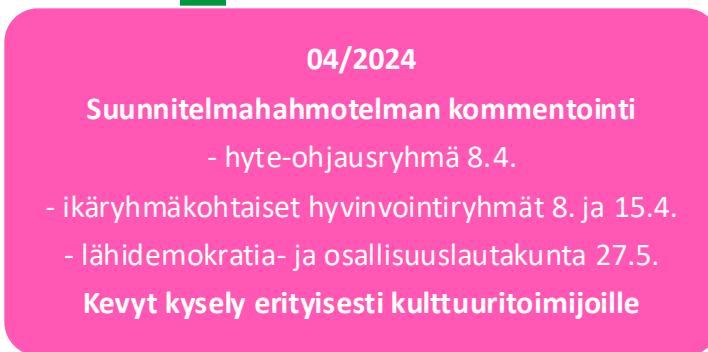 04/2024
Suunnitelmahahmotelman kommentointi
- hyte-ohjausryhmä 8.4.
- ikäryhmäkohtaiset hyvinvointiryhmät 8. ja 15.4.
- lähidemokratia- ja osallisuuslautakunta 27.5.
Kevyt kysely erityisesti kulttuuritoimijoille